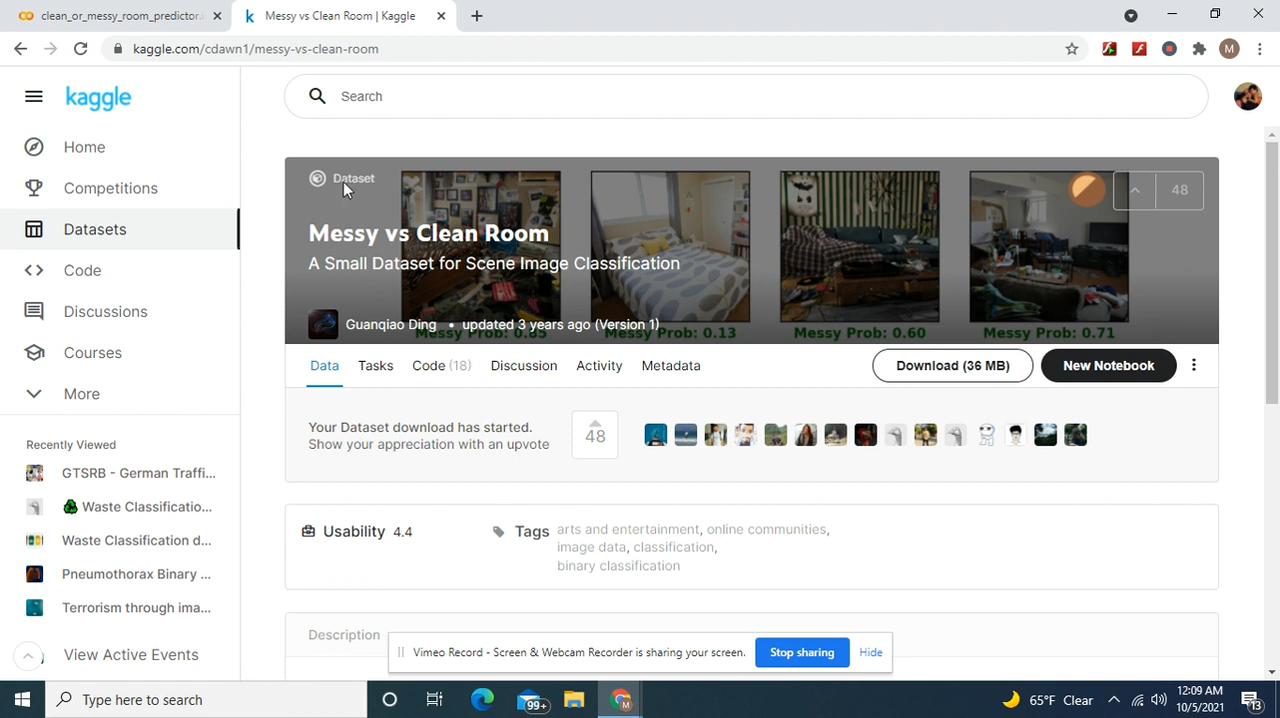 clean_or_messy_room_predictor.i
Messy vs Clean Room | Kaggle
kaggle.com/cdawn1/messy-vs-clean-room
M
kaggle
Search
Home
Competitions
Datasets
Code
Discussions
Courses
More
Recently Viewed
GTSRB - German Traffi...
Waste Classificatio...
Waste Classification d...
Pneumothorax Binary ...
Terrorism through ima...
View Active Events
Dataset
48
Messy vs Clean Room
A Small Dataset for Scene Image Classification
Guanqiao Ding • updated 3 years ago (Version 1)
Messy Prob: 0.85
Messy Prob: 0.13
Messy Prob: 0.60
Messy Prob: 0.71
Data
Tasks
Code (18)
Discussion
Activity
Metadata
Download (36 MB)
New Notebook
Your Dataset download has started.
Show your appreciation with an upvote
48
Usability 4.4
Tags
arts and entertainment, online communities,
image data, classification,
binary classification
Description
Vimeo Record - Screen & Webcam Recorder is sharing your screen.
Stop sharing
Hide
Type here to search
99+
M
65°F Clear
12:09 AM
10/5/2021
13